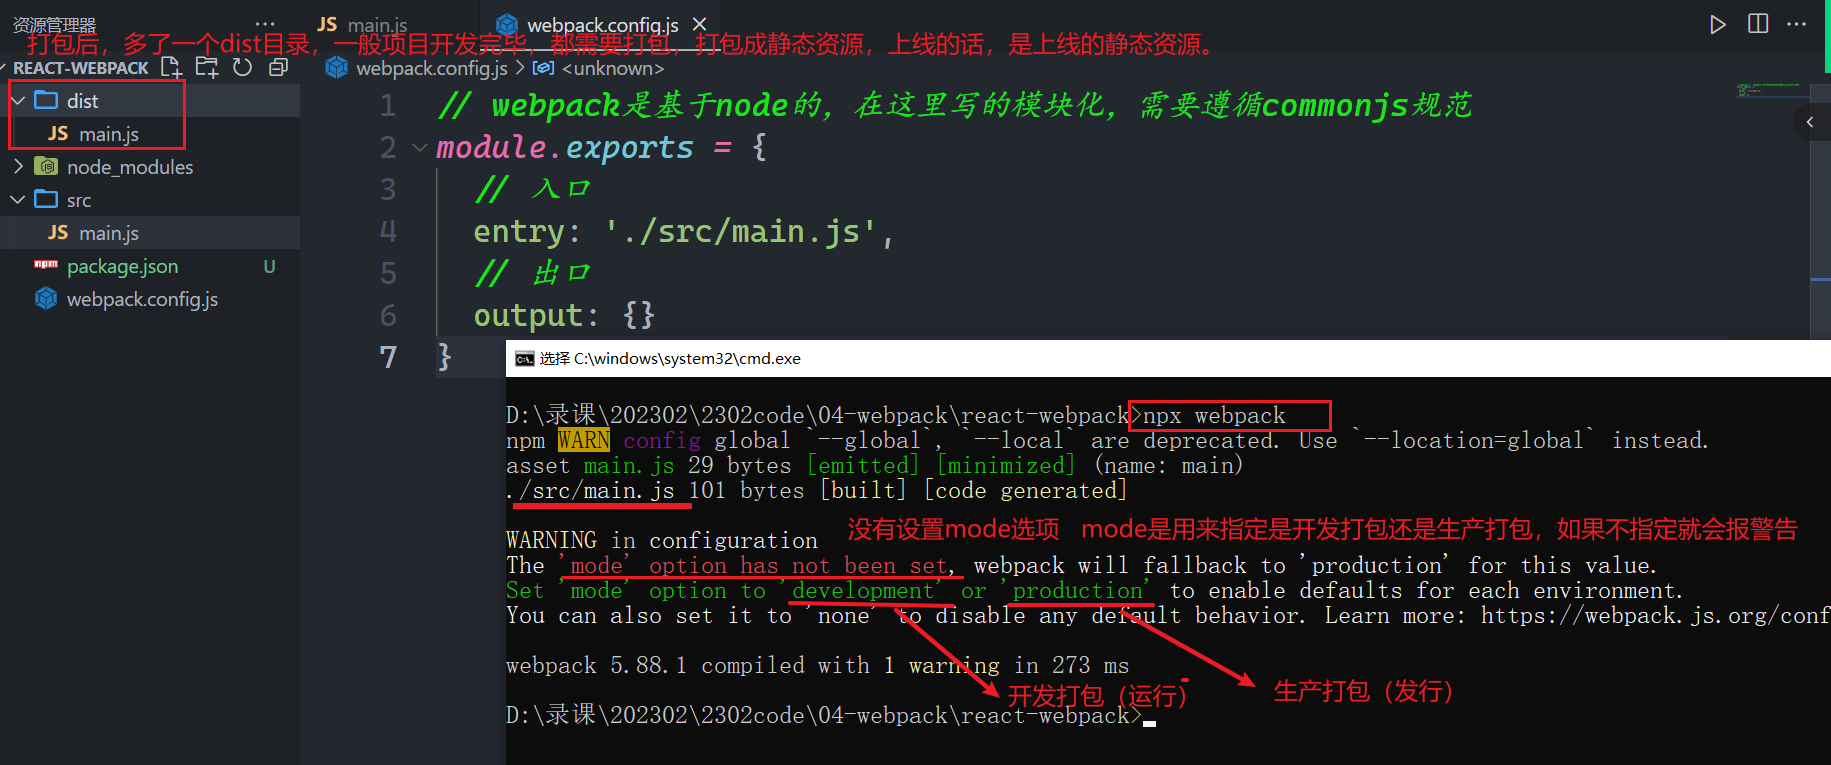 资源管理器
main.js
webpack.config.js
打包后，多了一个dist目录，一般项目开发完毕，都需要打包，打包成静态资源，上线的话，是上线的静态资源。
REACT-WEBPACK
webpack.config.js > <unknown>
dist
main.js
node_modules
src
main.js
package.json U
webpack.config.js
1 // webpack是基于node的，在这里写的模块化，需要遵循commonjs规范
2 module.exports = {
3 // 入口
4 entry: './src/main.js',
5 // 出口
6 output: {}
7 }
选择 C:\windows\system32\cmd.exe
D:\录课\202302\2302code\04-webpack\react-webpack>npx webpack
npm WARN config global `--global`, `--local` are deprecated. Use `--location=global` instead.
asset main.js 29 bytes [emitted] [minimized] (name: main)
./src/main.js 101 bytes [built] [code generated]
没有设置mode选项 mode是用来指定是开发打包还是生产打包，如果不指定就会报警告
WARNING in configuration
The 'mode' option has not been set, webpack will fallback to 'production' for this value.
Set 'mode' option to 'development' or 'production' to enable defaults for each environment.
You can also set it to 'none' to disable any default behavior. Learn more: https://webpack.js.org/conf
webpack 5.88.1 compiled with 1 warning in 273 ms
开发打包（运行）
生产打包（发行）
D:\录课\202302\2302code\04-webpack\react-webpack>